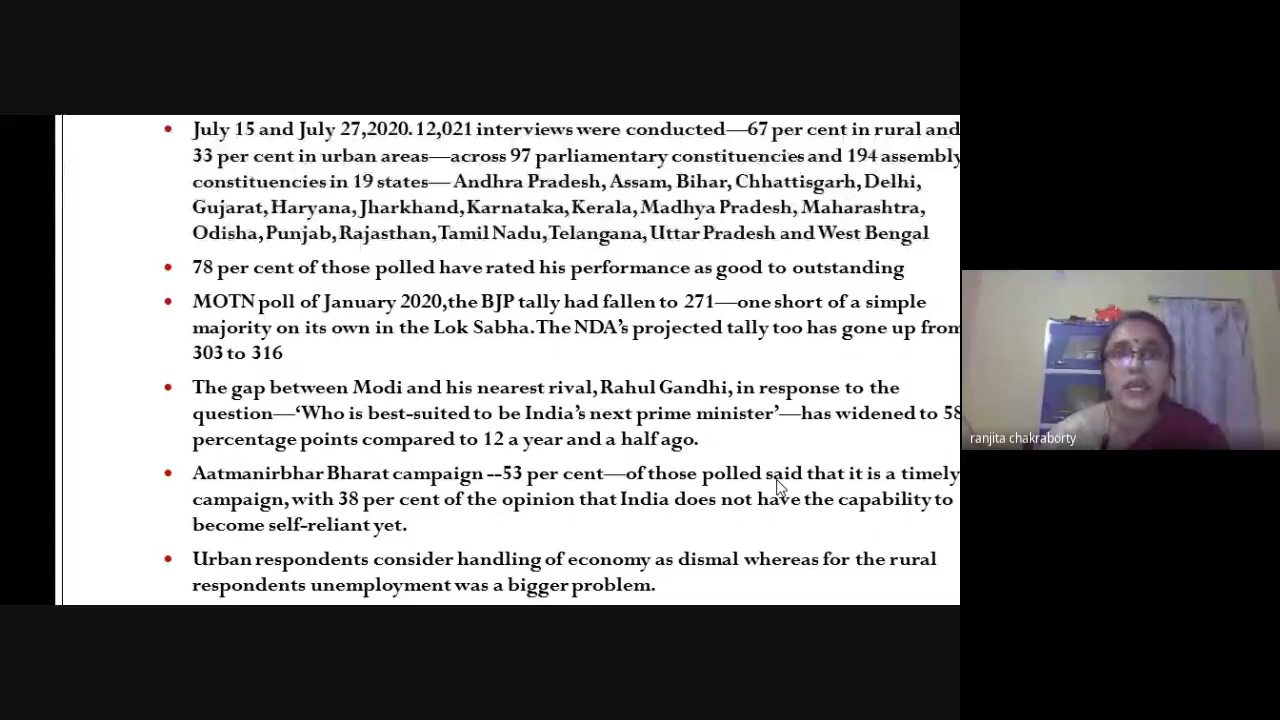 • July 15 and July 27,2020. 12,021 interviews were conducted—67 per cent in rural and
33 per cent in urban areas—across 97 parliamentary constituencies and 194 assembly
constituencies in 19 states— Andhra Pradesh, Assam, Bihar, Chhattisgarh, Delhi,
Gujarat, Haryana, Jharkhand, Karnataka, Kerala, Madhya Pradesh, Maharashtra,
Odisha, Punjab, Rajasthan, Tamil Nadu, Telangana, Uttar Pradesh and West Bengal
• 78 per cent of those polled have rated his performance as good to outstanding
• MOTN poll of January 2020,the BJP tally had fallen to 271—one short of a simple
majority on its own in the Lok Sabha. The NDA's projected tally too has gone up from
303 to 316
• The gap between Modi and his nearest rival, Rahul Gandhi, in response to the
question—‘Who is best-suited to be India's next prime minister’—has widened to 58
percentage points compared to 12 a year and a half ago.
• Aatmanirbhar Bharat campaign --53 per cent—of those polled said that it is a timely
campaign, with 38 per cent of the opinion that India does not have the capability to
become self-reliant yet.
• Urban respondents consider handling of economy as dismal whereas for the rural
respondents unemployment was a bigger problem.
ranjita chakraborty